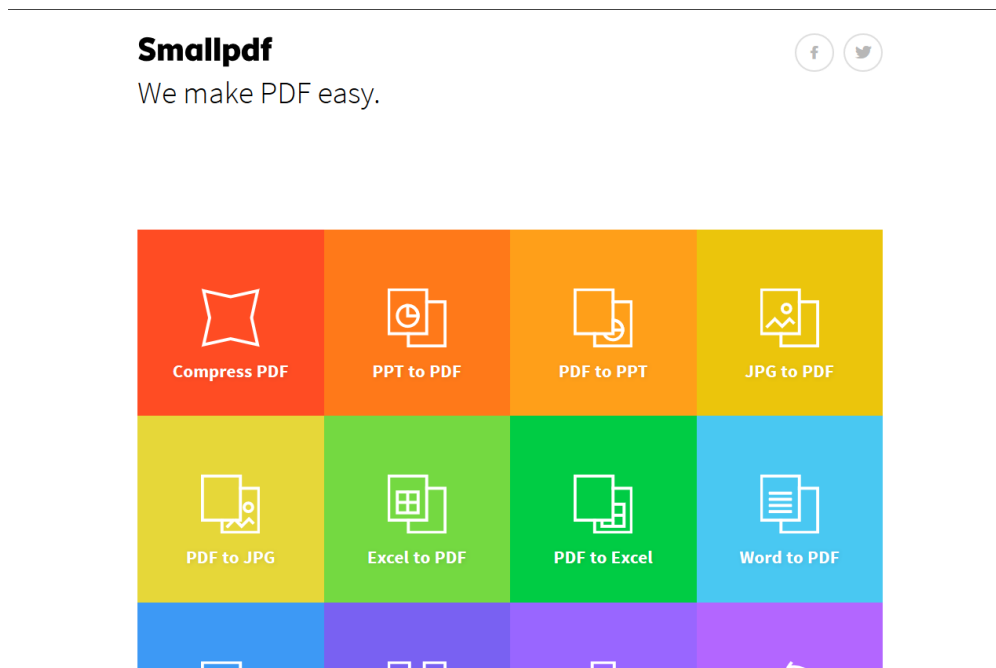 Smallpdf
We make PDF easy.
Compress PDF
PPT to PDF
PDF to PPT
JPG to PDF
PDF to JPG
Excel to PDF
PDF to Excel
Word to PDF